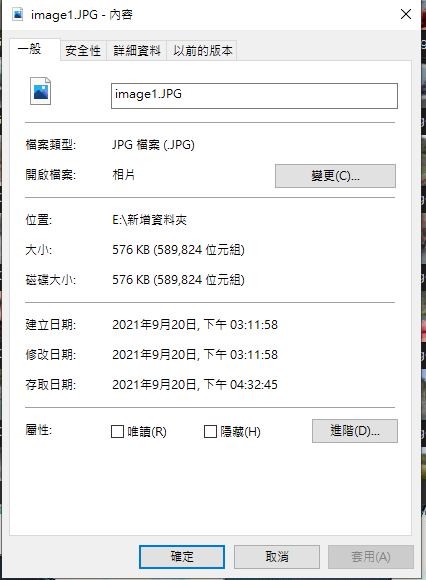 image1.JPG - 內容
一般 安全性 詳細資料 以前的版本
image1.JPG
檔案類型: JPG 檔案 (.JPG)
開啟檔案: 相片 變更(C)...
位置: E:\新增資料夾
大小: 576 KB (589,824 位元組)
磁碟大小: 576 KB (589,824 位元組)
建立日期: 2021年9月20日, 下午 03:11:58
修改日期: 2021年9月20日, 下午 03:11:58
存取日期: 2021年9月20日, 下午 04:32:45
屬性: 唯讀(R) 隱藏(H) 進階(D)...
確定 取消 套用(A)